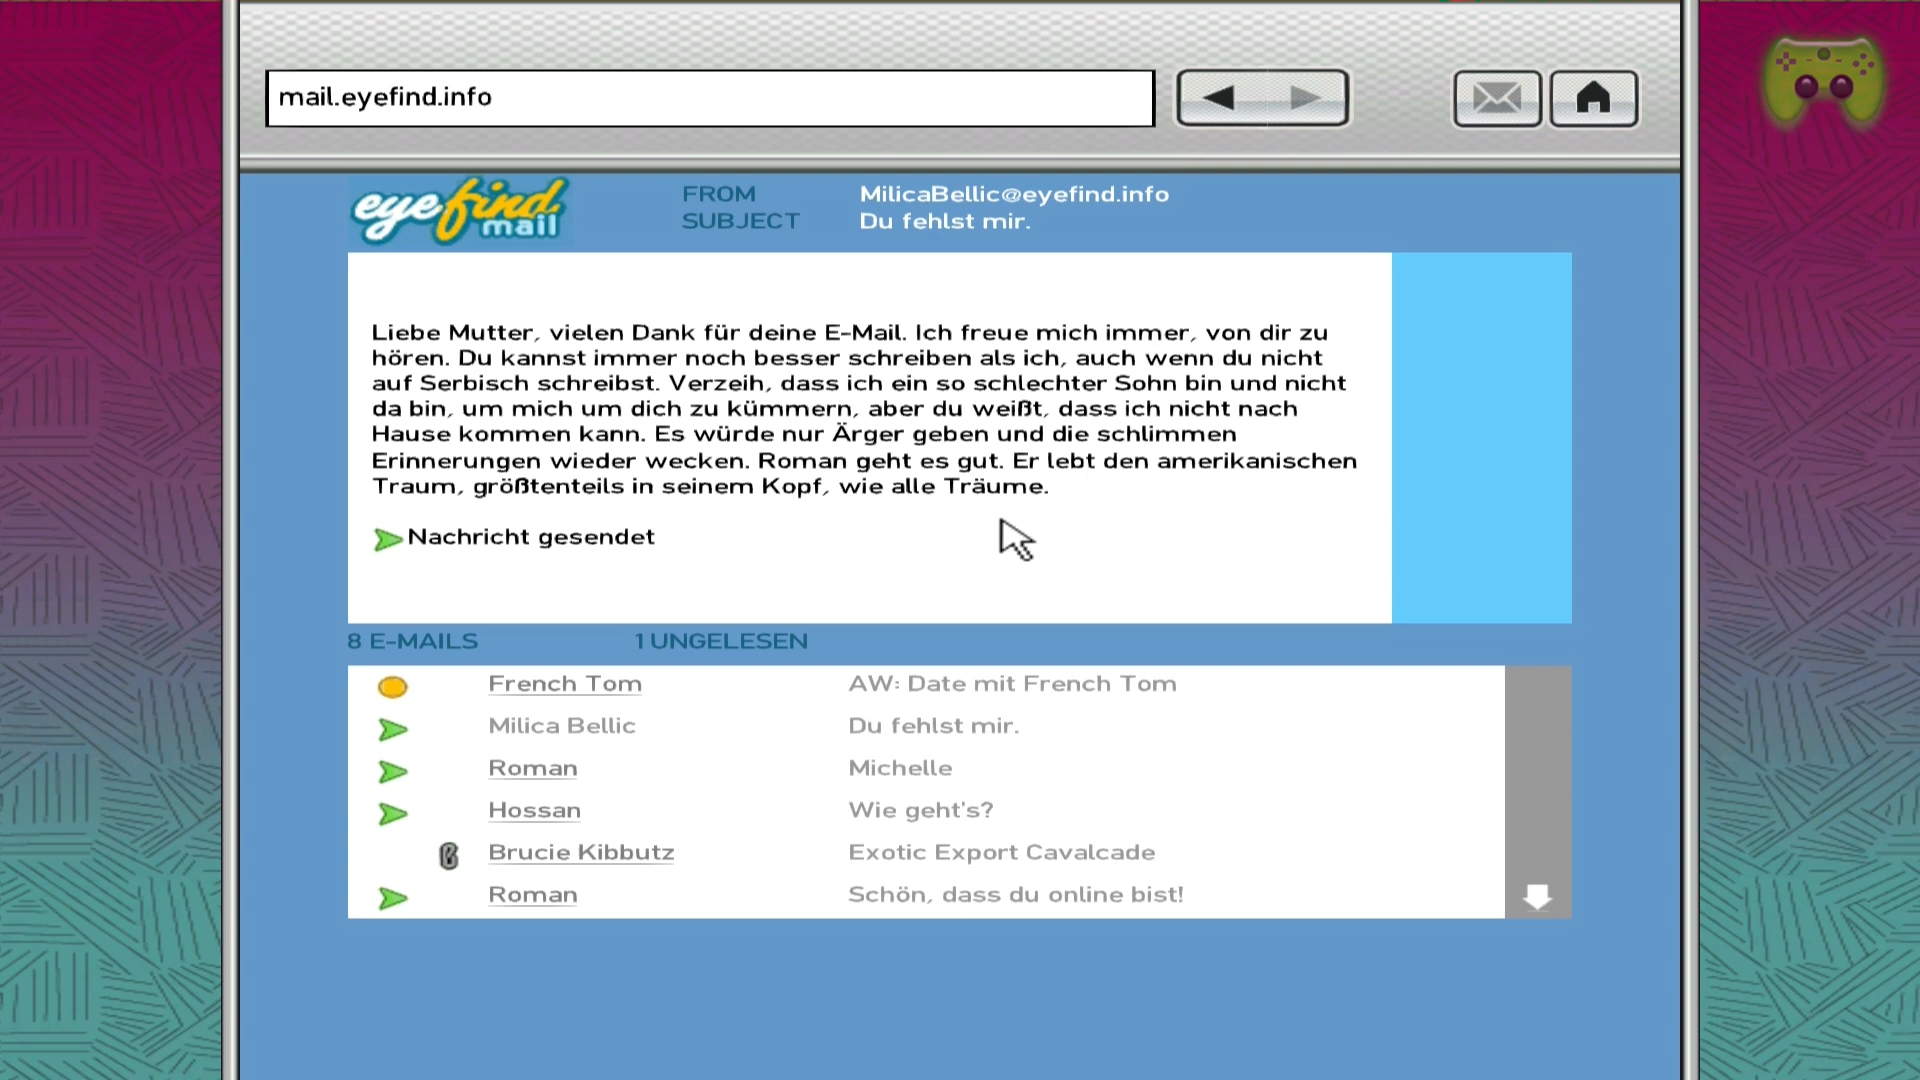 mail.eyefind.info
eyefind
mail
FROM MilicaBellic@eyefind.info
SUBJECT Du fehlst mir.
Liebe Mutter, vielen Dank für deine E-Mail. Ich freue mich immer, von dir zu
hören. Du kannst immer noch besser schreiben als ich, auch wenn du nicht
auf Serbisch schreibst. Verzeih, dass ich ein so schlechter Sohn bin und nicht
da bin, um mich um dich zu kümmern, aber du weißt, dass ich nicht nach
Hause kommen kann. Es würde nur Ärger geben und die schlimmen
Erinnerungen wieder wecken. Roman geht es gut. Er lebt den amerikanischen
Traum, größtenteils in seinem Kopf, wie alle Träume.
Nachricht gesendet
8 E-MAILS 1 UNGELESEN
French Tom AW: Date mit French Tom
Milica Bellic Du fehlst mir.
Roman Michelle
Hossan Wie geht's?
Brucie Kibbutz Exotic Export Cavalcade
Roman Schön, dass du online bist!